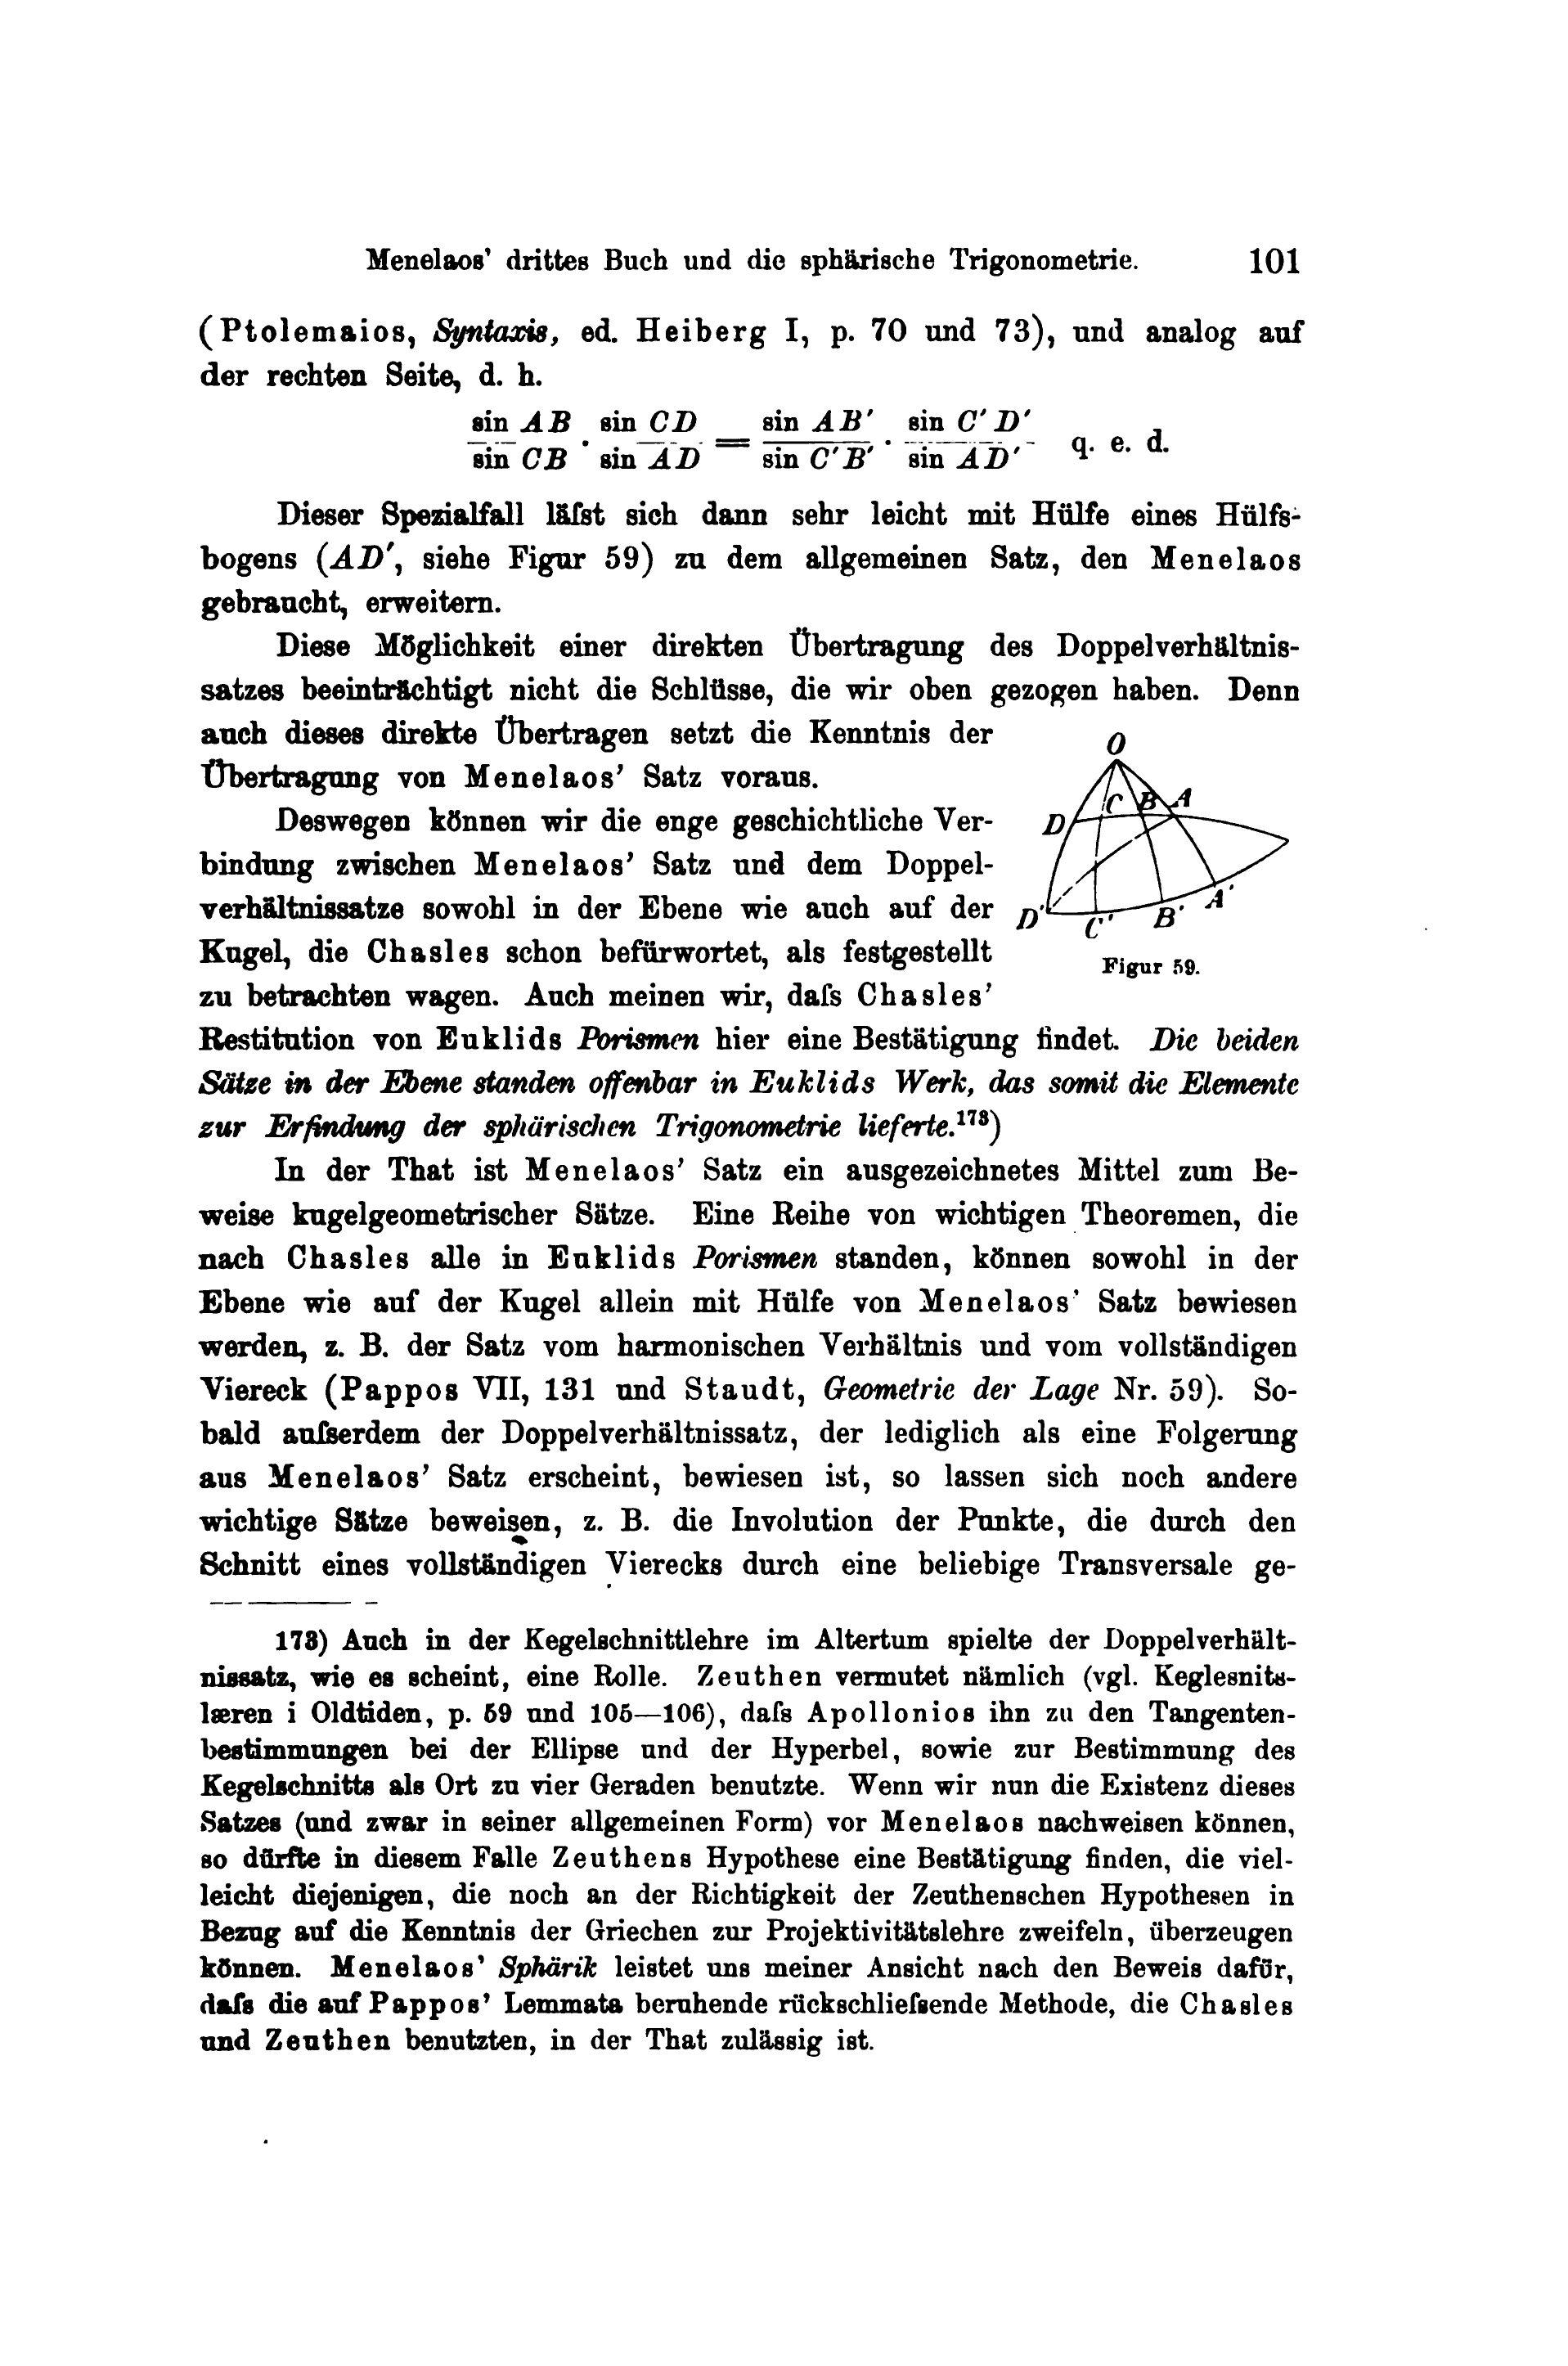 Menelaos' drittes Buch und die sphärische Trigonometrie. 101
(Ptolemaios, Syntaxis, ed. Heiberg I, p. 70 und 73), und analog auf
der rechten Seite, d. h.
sin AB / sin CB · sin CD / sin AD = sin AB′ / sin C′B′ · sin C′D′ / sin AD′ q. e. d.
Dieser Spezialfall läſst sich dann sehr leicht mit Hülfe eines Hülfs-
bogens (AD′, siehe Figur 59) zu dem allgemeinen Satz, den Menelaos
gebraucht, erweitern.
Diese Möglichkeit einer direkten Übertragung des Doppelverhältnis-
satzes beeinträchtigt nicht die Schlüsse, die wir oben gezogen haben. Denn
auch dieses direkte Übertragen setzt die Kenntnis der
Übertragung von Menelaos' Satz voraus.
Deswegen können wir die enge geschichtliche Ver-
bindung zwischen Menelaos' Satz und dem Doppel-
verhältnissatze sowohl in der Ebene wie auch auf der
Kugel, die Chasles schon befürwortet, als festgestellt
zu betrachten wagen. Auch meinen wir, daſs Chasles'
O
C B A
D
D′ C′ B′ A′
Figur 59.
Restitution von Euklids Porismen hier eine Bestätigung findet. Die beiden
Sätze in der Ebene standen offenbar in Euklids Werk, das somit die Elemente
zur Erfindung der sphärischen Trigonometrie lieferte.173)
In der That ist Menelaos' Satz ein ausgezeichnetes Mittel zum Be-
weise kugelgeometrischer Sätze. Eine Reihe von wichtigen Theoremen, die
nach Chasles alle in Euklids Porismen standen, können sowohl in der
Ebene wie auf der Kugel allein mit Hülfe von Menelaos' Satz bewiesen
werden, z. B. der Satz vom harmonischen Verhältnis und vom vollständigen
Viereck (Pappos VII, 131 und Staudt, Geometrie der Lage Nr. 59). So-
bald auſserdem der Doppelverhältnissatz, der lediglich als eine Folgerung
aus Menelaos' Satz erscheint, bewiesen ist, so lassen sich noch andere
wichtige Sätze beweisen, z. B. die Involution der Punkte, die durch den
Schnitt eines vollständigen Vierecks durch eine beliebige Transversale ge-
173) Auch in der Kegelschnittlehre im Altertum spielte der Doppelverhält-
nissatz, wie es scheint, eine Rolle. Zeuthen vermutet nämlich (vgl. Keglesnits-
læren i Oldtiden, p. 59 und 105—106), daſs Apollonios ihn zu den Tangenten-
bestimmungen bei der Ellipse und der Hyperbel, sowie zur Bestimmung des
Kegelschnitts als Ort zu vier Geraden benutzte. Wenn wir nun die Existenz dieses
Satzes (und zwar in seiner allgemeinen Form) vor Menelaos nachweisen können,
so dürfte in diesem Falle Zeuthens Hypothese eine Bestätigung finden, die viel-
leicht diejenigen, die noch an der Richtigkeit der Zeuthenschen Hypothesen in
Bezug auf die Kenntnis der Griechen zur Projektivitätslehre zweifeln, überzeugen
können. Menelaos' Sphärik leistet uns meiner Ansicht nach den Beweis dafür,
daſs die auf Pappos' Lemmata beruhende rückschlieſsende Methode, die Chasles
und Zeuthen benutzten, in der That zulässig ist.